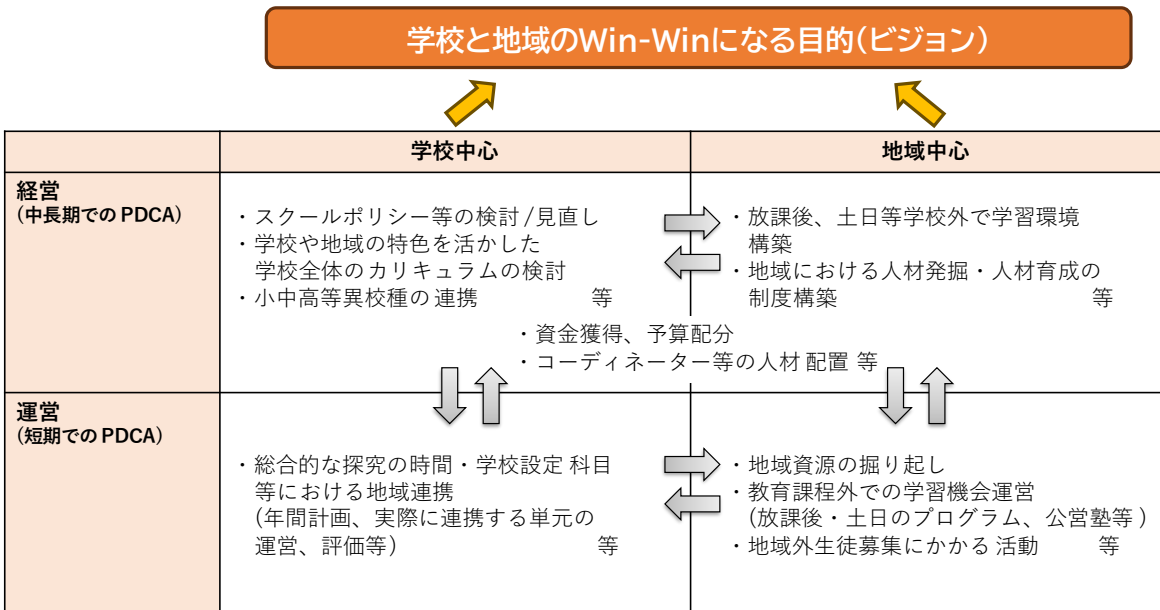 学校と地域のWin-Winになる目的(ビジョン)
学校中心
地域中心
経営
(中長期での PDCA)
・スクールポリシー等の検討/見直し
・学校や地域の特色を活かした
学校全体のカリキュラムの検討
・小中高等異校種の連携 等
・放課後、土日等学校外で学習環境
構築
・地域における人材発掘・人材育成の
制度構築 等
・資金獲得、予算配分
・コーディネーター等の人材配置 等
運営
(短期での PDCA)
・総合的な探究の時間・学校設定科目
等における地域連携
(年間計画、実際に連携する単元の
運営、評価等) 等
・地域資源の掘り起し
・教育課程外での学習機会運営
(放課後・土日のプログラム、公営塾等)
・地域外生徒募集にかかる活動 等